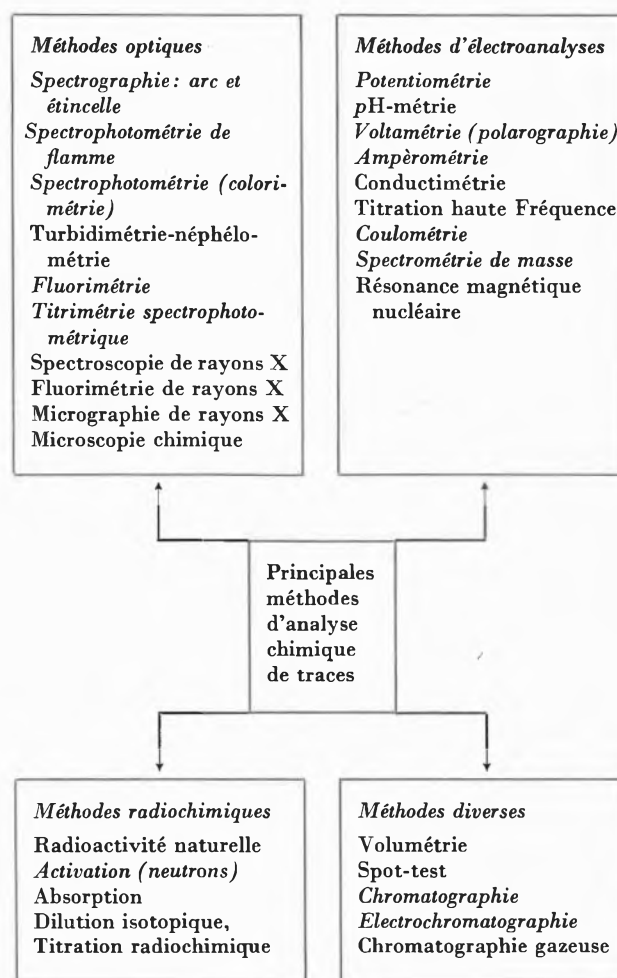 Méthodes optiques
Spectrographie : arc et
étincelle
Spectrophotométrie de
flamme
Spectrophotométrie (colori-
métrie)
Turbidimétrie-néphélo-
métrie
Fluorimétrie
Titrimétrie spectrophoto-
métrique
Spectroscopie de rayons X
Fluorimétrie de rayons X
Micrographie de rayons X
Microscopie chimique
Méthodes d'électroanalyses
Potentiométrie
pH-métrie
Voltamétrie (polarographie)
Ampèrométrie
Conductimétrie
Titration haute Fréquence
Coulométrie
Spectrométrie de masse
Résonance magnétique
nucléaire
Principales
méthodes
d'analyse
chimique
de traces
Méthodes radiochimiques
Radioactivité naturelle
Activation (neutrons)
Absorption
Dilution isotopique,
Titration radiochimique
Méthodes diverses
Volumétrie
Spot-test
Chromatographie
Electrochromatographie
Chromatographie gazeuse